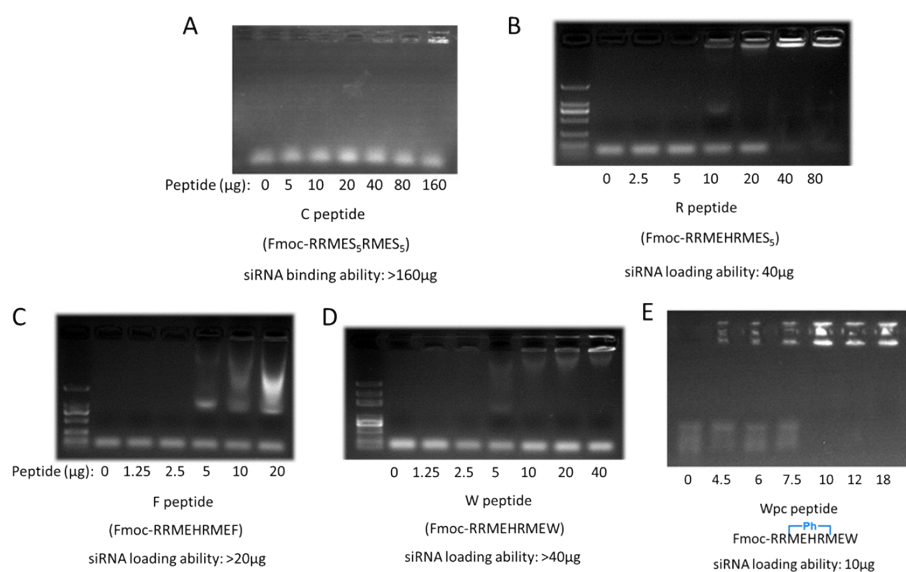 A
Peptide (µg): 0 5 10 20 40 80 160
C peptide
(Fmoc-RRMES₅RMES₅)
siRNA binding ability: >160µg
B
0 2.5 5 10 20 40 80
R peptide
(Fmoc-RRMEHRMES₅)
siRNA loading ability: 40µg
C
Peptide (µg): 0 1.25 2.5 5 10 20
F peptide
(Fmoc-RRMEHRMEF)
siRNA loading ability: >20µg
D
0 1.25 2.5 5 10 20 40
W peptide
(Fmoc-RRMEHRMEW)
siRNA loading ability: >40µg
E
0 4.5 6 7.5 10 12 18
Wpc peptide
Ph
Fmoc-RRMEHRMEW
siRNA loading ability: 10µg